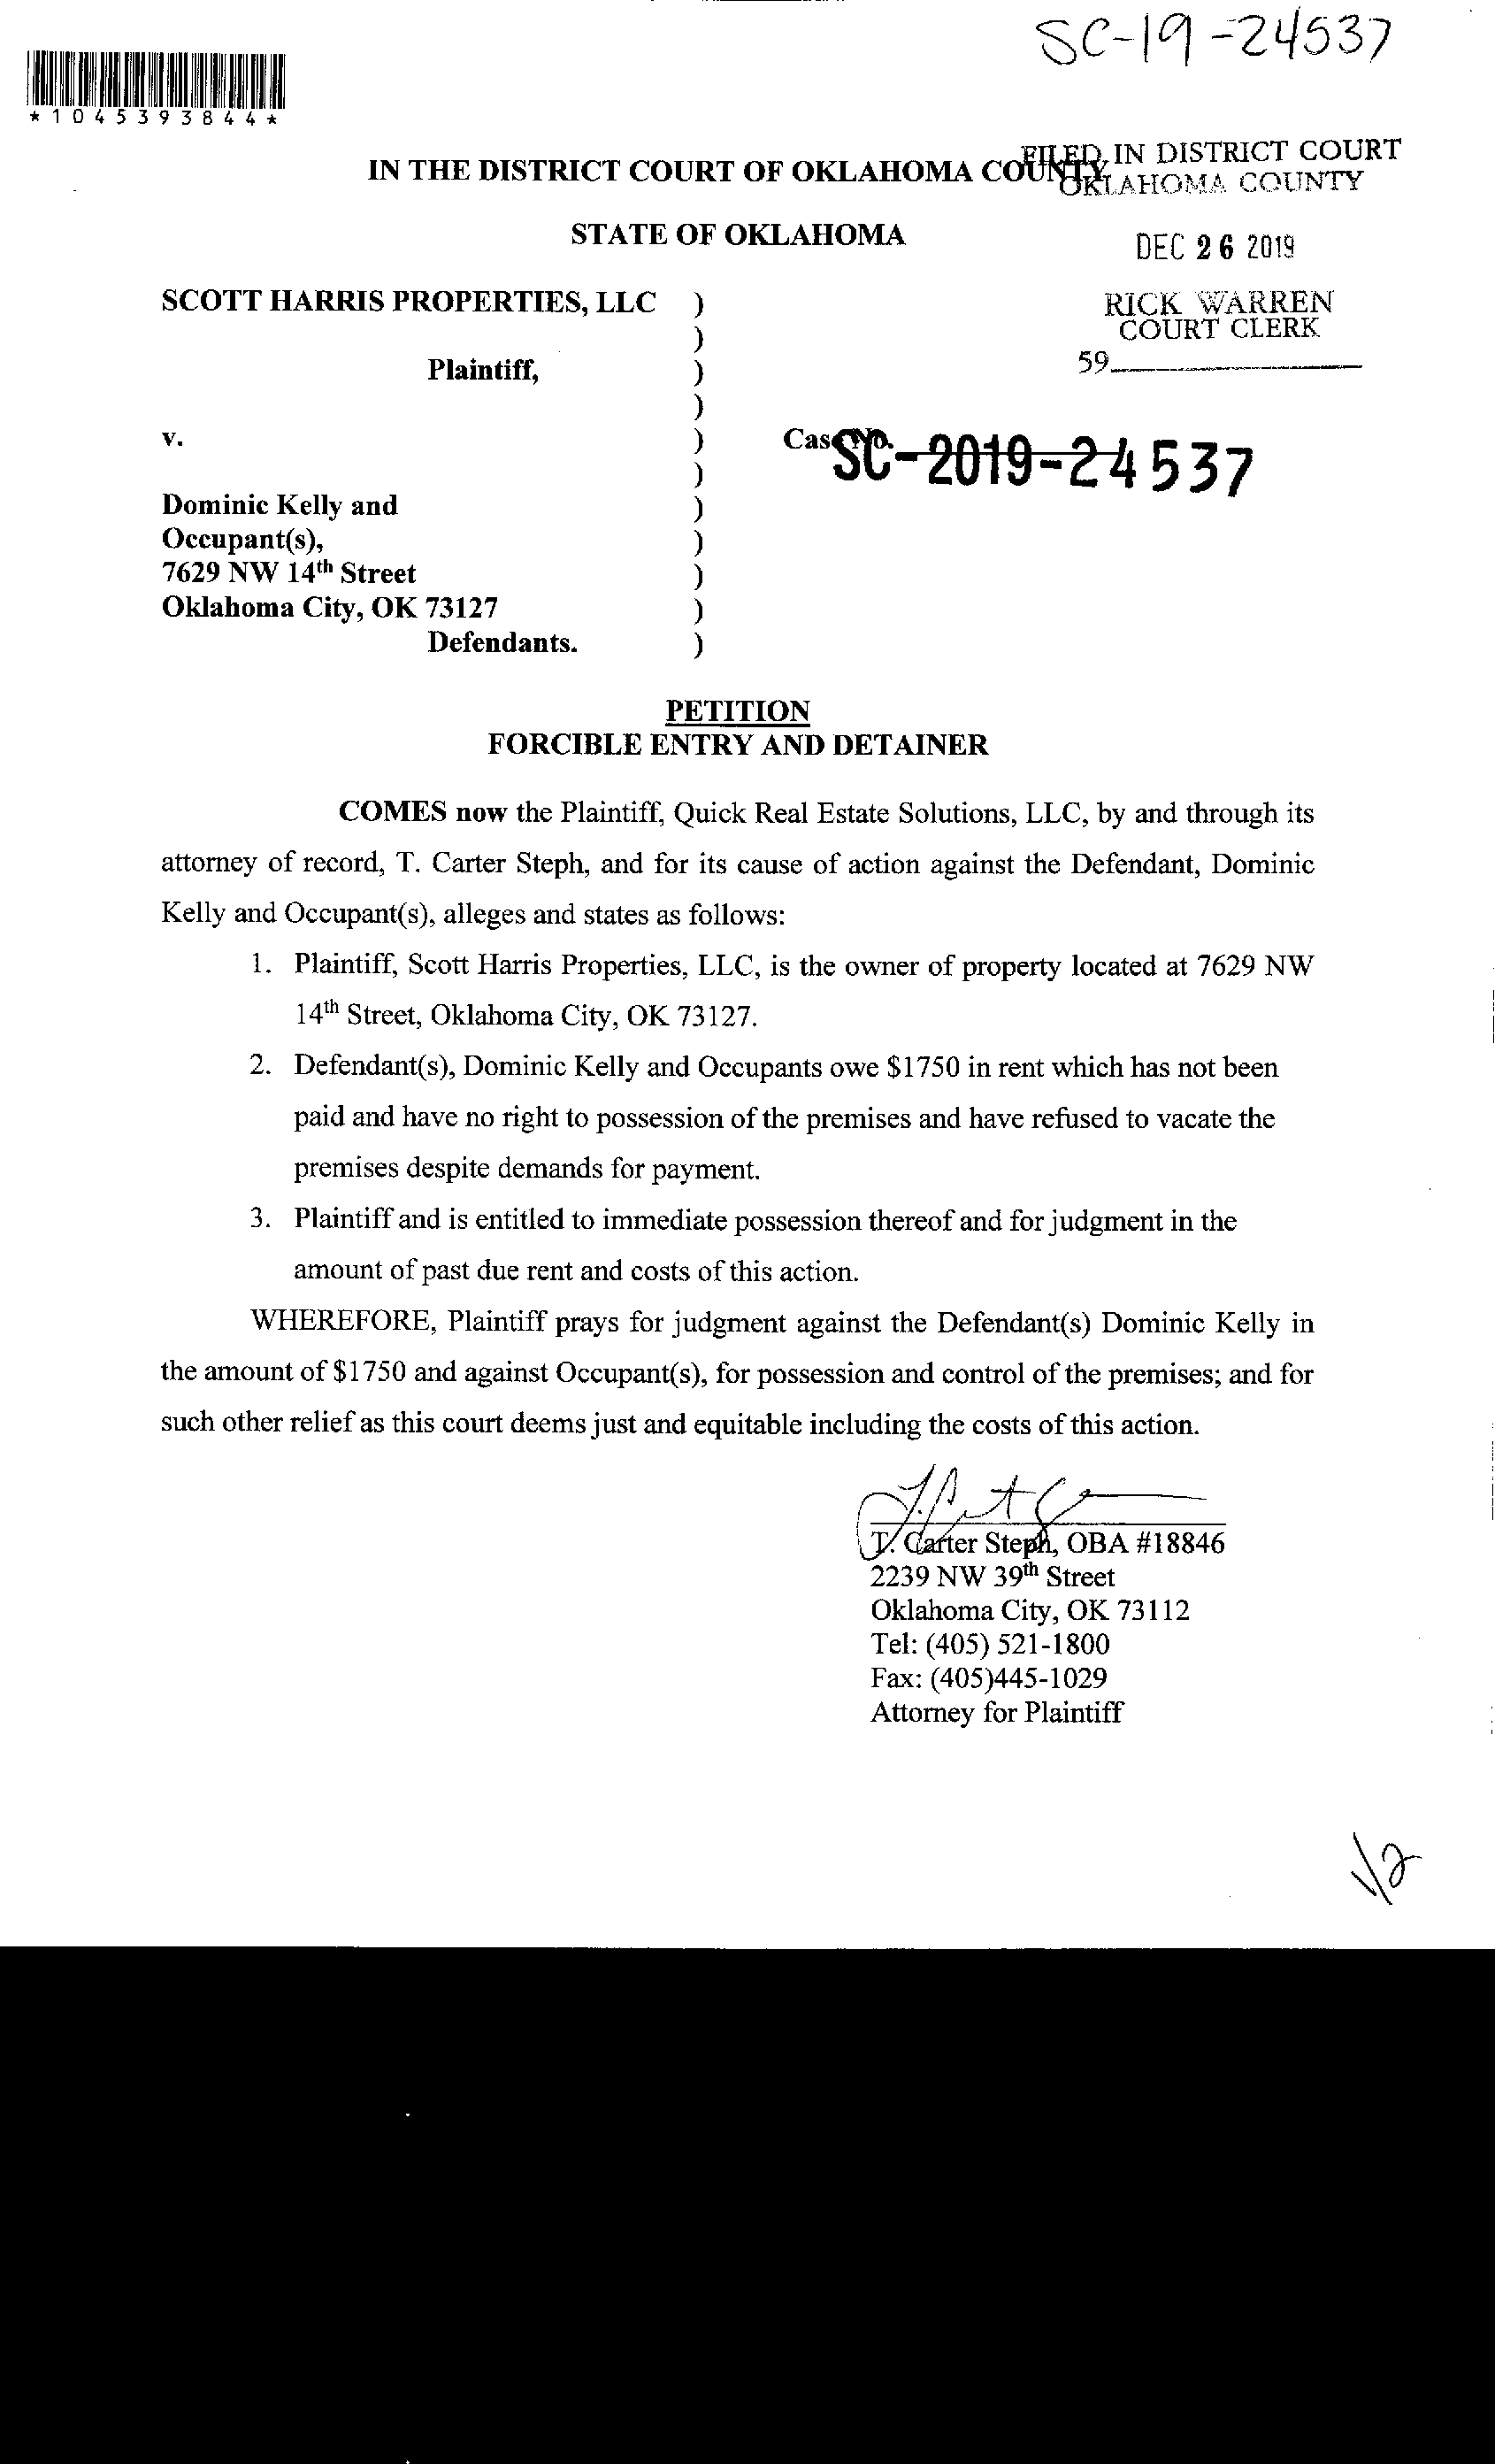 SC-19-24537
*1045393844*
IN THE DISTRICT COURT OF OKLAHOMA COUNTY
FILED IN DISTRICT COURT
OKLAHOMA COUNTY
STATE OF OKLAHOMA
DEC 26 2019
SCOTT HARRIS PROPERTIES, LLC )
RICK WARREN
COURT CLERK
)
59
Plaintiff, )
)
v. )
Case No.
SC-2019-24537
)
Dominic Kelly and )
Occupant(s), )
7629 NW 14th Street )
Oklahoma City, OK 73127 )
Defendants. )
PETITION
FORCIBLE ENTRY AND DETAINER
COMES now the Plaintiff, Quick Real Estate Solutions, LLC, by and through its
attorney of record, T. Carter Steph, and for its cause of action against the Defendant, Dominic
Kelly and Occupant(s), alleges and states as follows:
1. Plaintiff, Scott Harris Properties, LLC, is the owner of property located at 7629 NW
14th Street, Oklahoma City, OK 73127.
2. Defendant(s), Dominic Kelly and Occupants owe $1750 in rent which has not been
paid and have no right to possession of the premises and have refused to vacate the
premises despite demands for payment.
3. Plaintiff and is entitled to immediate possession thereof and for judgment in the
amount of past due rent and costs of this action.
WHEREFORE, Plaintiff prays for judgment against the Defendant(s) Dominic Kelly in
the amount of $1750 and against Occupant(s), for possession and control of the premises; and for
such other relief as this court deems just and equitable including the costs of this action.
T. Carter Steph, OBA #18846
2239 NW 39th Street
Oklahoma City, OK 73112
Tel: (405) 521-1800
Fax: (405)445-1029
Attorney for Plaintiff